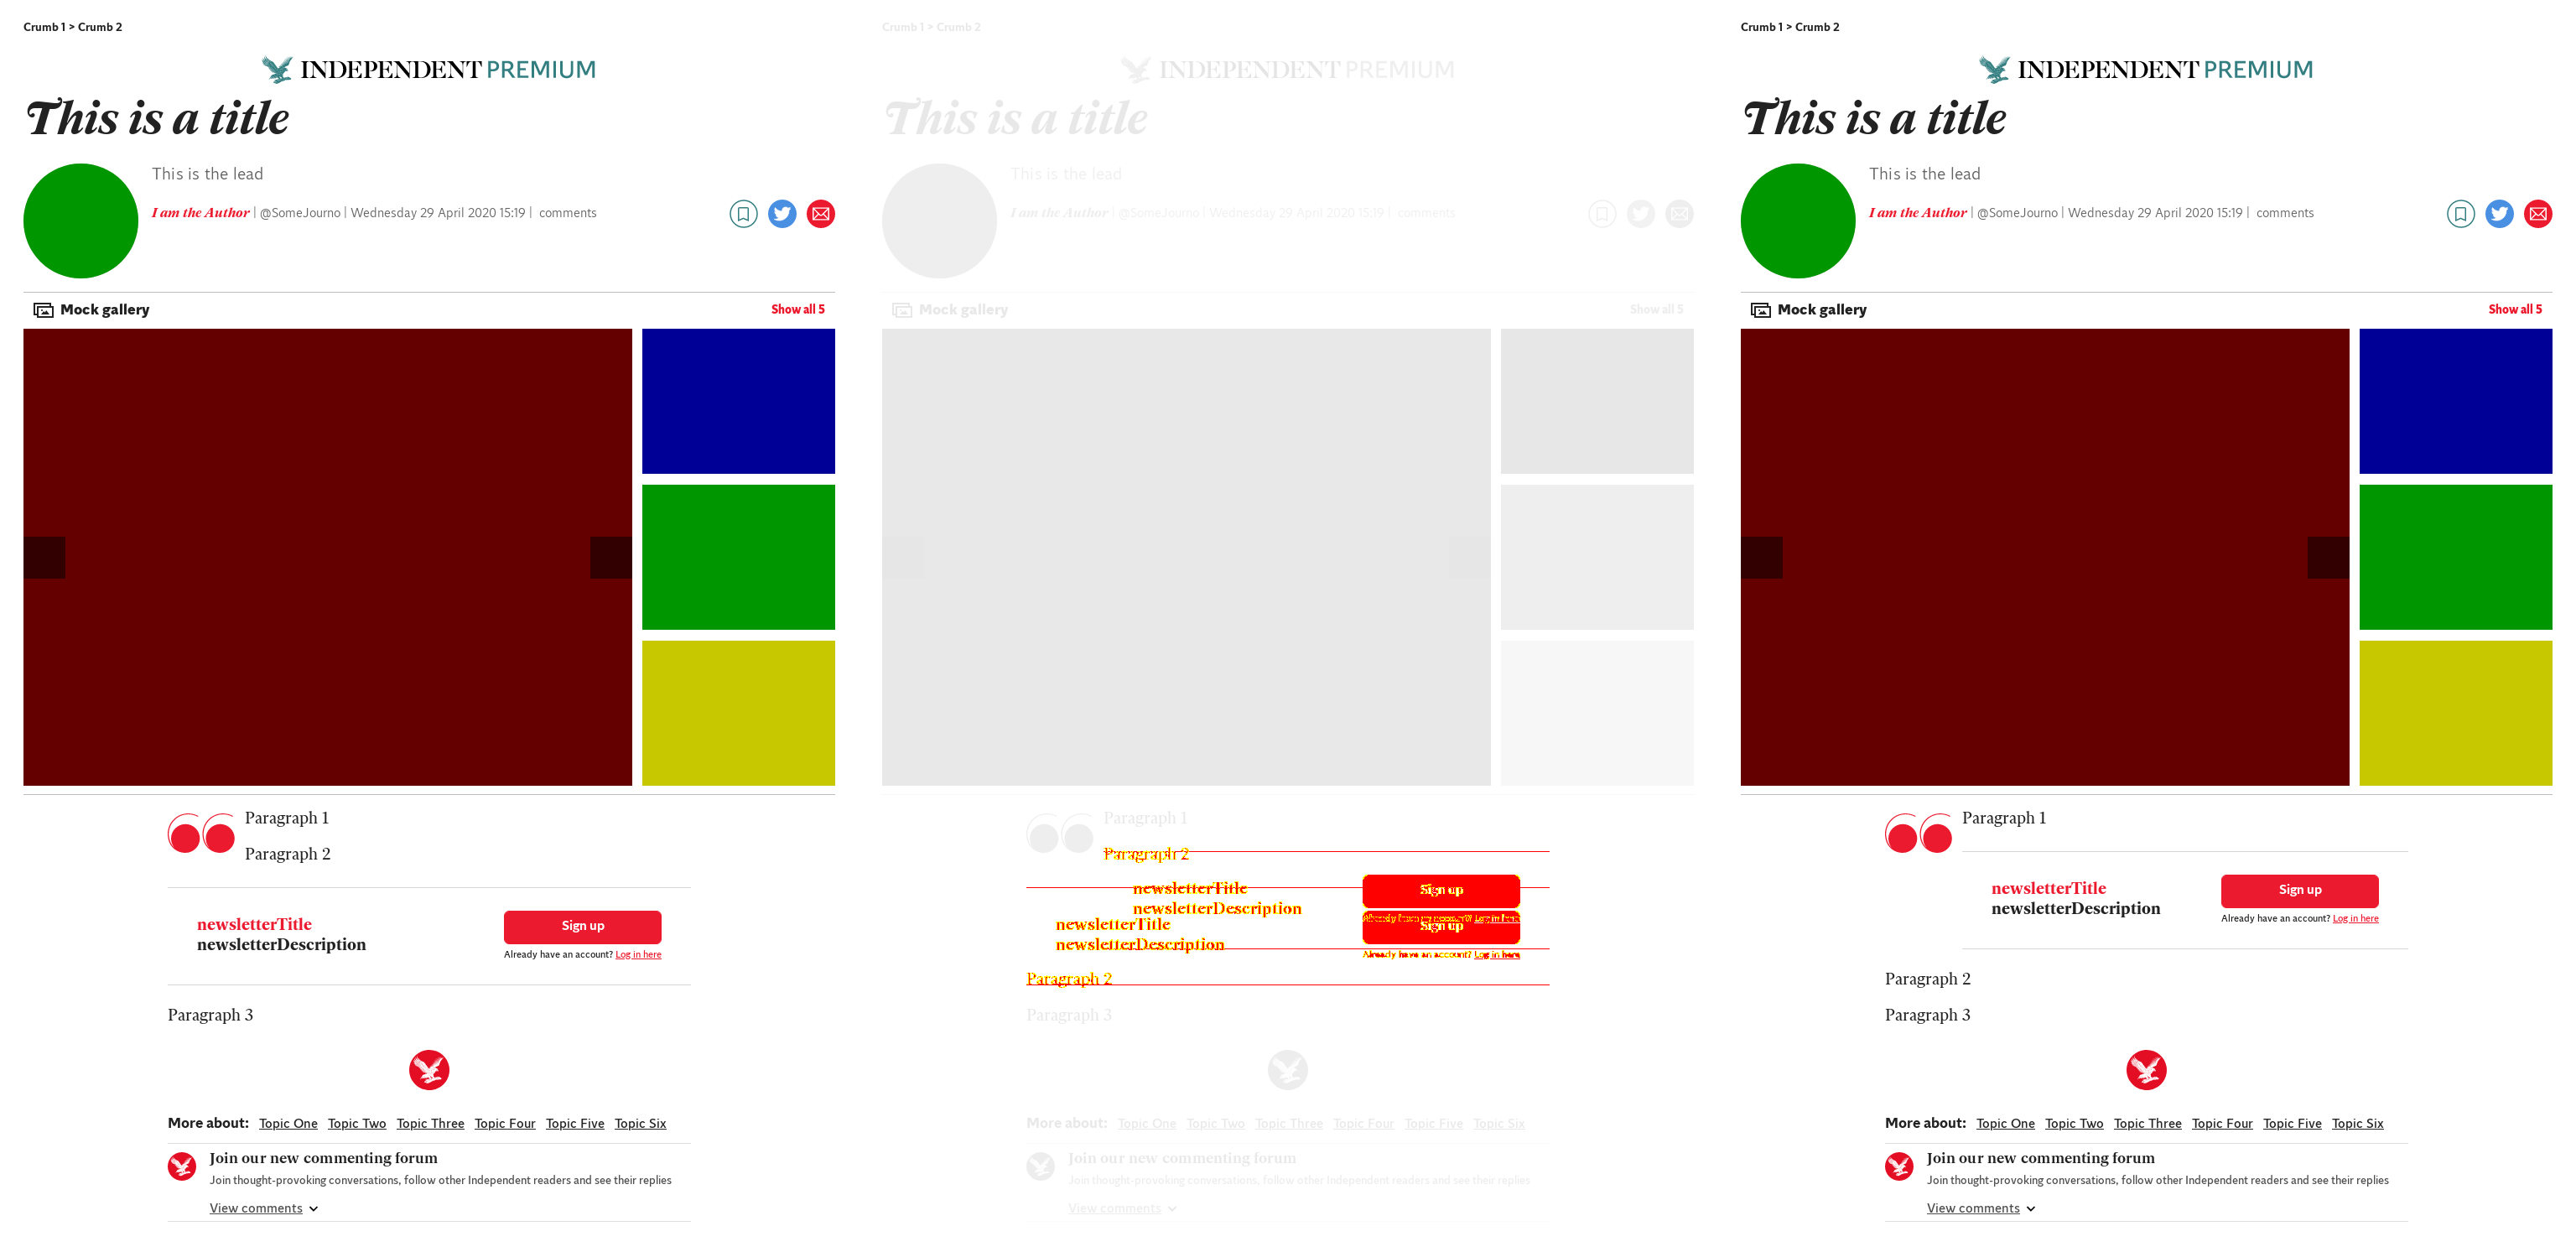 Crumb 1 > Crumb 2
INDEPENDENT PREMIUM
This is a title
This is the lead
I am the Author | @SomeJourno | Wednesday 29 April 2020 15:19 | comments
Mock gallery
Show all 5
Paragraph 1
Paragraph 2
newsletterTitle
newsletterDescription
Sign up
Already have an account? Log in here
Paragraph 3
More about: Topic One Topic Two Topic Three Topic Four Topic Five Topic Six
Join our new commenting forum
Join thought-provoking conversations, follow other Independent readers and see their replies
View comments
Crumb 1 > Crumb 2
INDEPENDENT PREMIUM
This is a title
This is the lead
I am the Author | @SomeJourno | Wednesday 29 April 2020 15:19 | comments
Mock gallery
Show all 5
Paragraph 1
Paragraph 2
newsletterTitle
newsletterDescription
Sign up
Already have an account? Log in here
newsletterTitle
newsletterDescription
Sign up
Already have an account? Log in here
Paragraph 2
Paragraph 3
More about: Topic One Topic Two Topic Three Topic Four Topic Five Topic Six
Join our new commenting forum
Join thought-provoking conversations, follow other Independent readers and see their replies
View comments
Crumb 1 > Crumb 2
INDEPENDENT PREMIUM
This is a title
This is the lead
I am the Author | @SomeJourno | Wednesday 29 April 2020 15:19 | comments
Mock gallery
Show all 5
Paragraph 1
newsletterTitle
newsletterDescription
Sign up
Already have an account? Log in here
Paragraph 2
Paragraph 3
More about: Topic One Topic Two Topic Three Topic Four Topic Five Topic Six
Join our new commenting forum
Join thought-provoking conversations, follow other Independent readers and see their replies
View comments